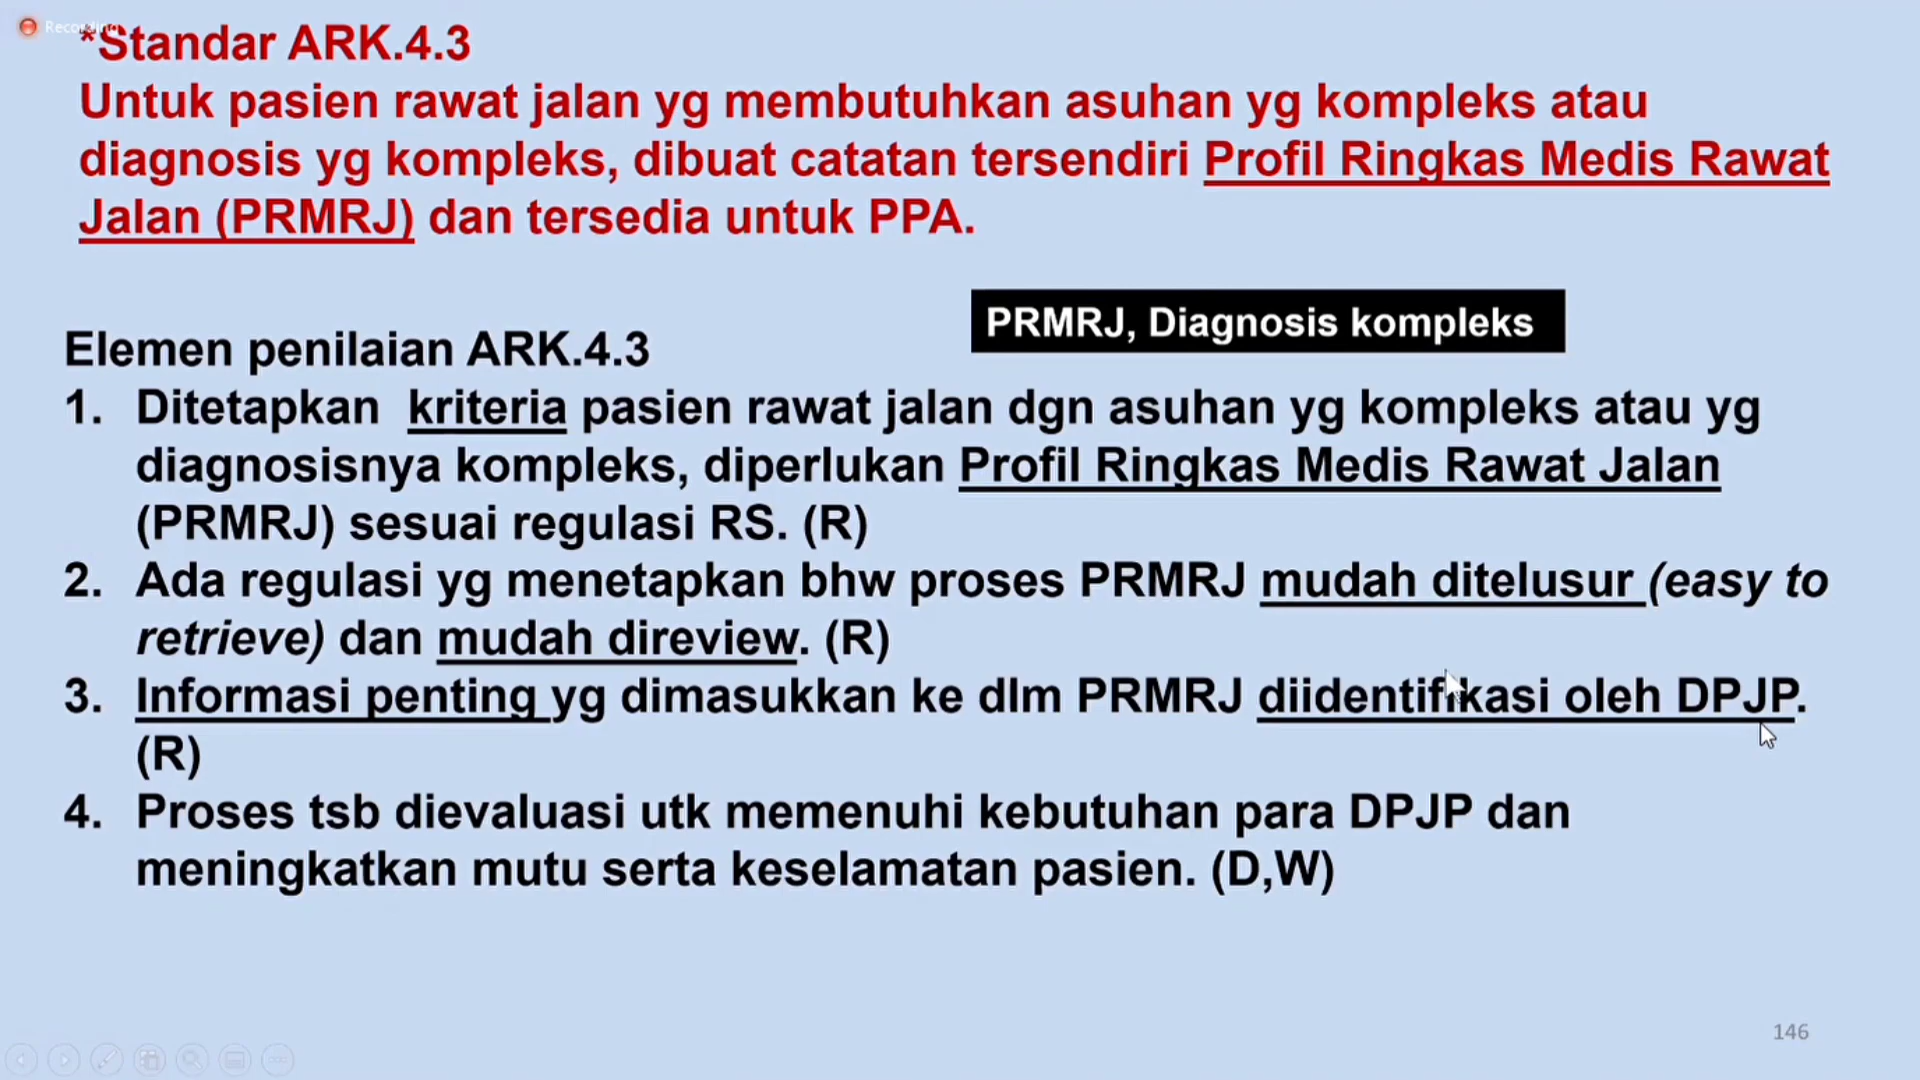 Recording
*Standar ARK.4.3
Untuk pasien rawat jalan yg membutuhkan asuhan yg kompleks atau
diagnosis yg kompleks, dibuat catatan tersendiri Profil Ringkas Medis Rawat
Jalan (PRMRJ) dan tersedia untuk PPA.
PRMRJ, Diagnosis kompleks
Elemen penilaian ARK.4.3
1. Ditetapkan kriteria pasien rawat jalan dgn asuhan yg kompleks atau yg
diagnosisnya kompleks, diperlukan Profil Ringkas Medis Rawat Jalan
(PRMRJ) sesuai regulasi RS. (R)
2. Ada regulasi yg menetapkan bhw proses PRMRJ mudah ditelusur (easy to
retrieve) dan mudah direview. (R)
3. Informasi penting yg dimasukkan ke dlm PRMRJ diidentifikasi oleh DPJP.
(R)
4. Proses tsb dievaluasi utk memenuhi kebutuhan para DPJP dan
meningkatkan mutu serta keselamatan pasien. (D,W)
146